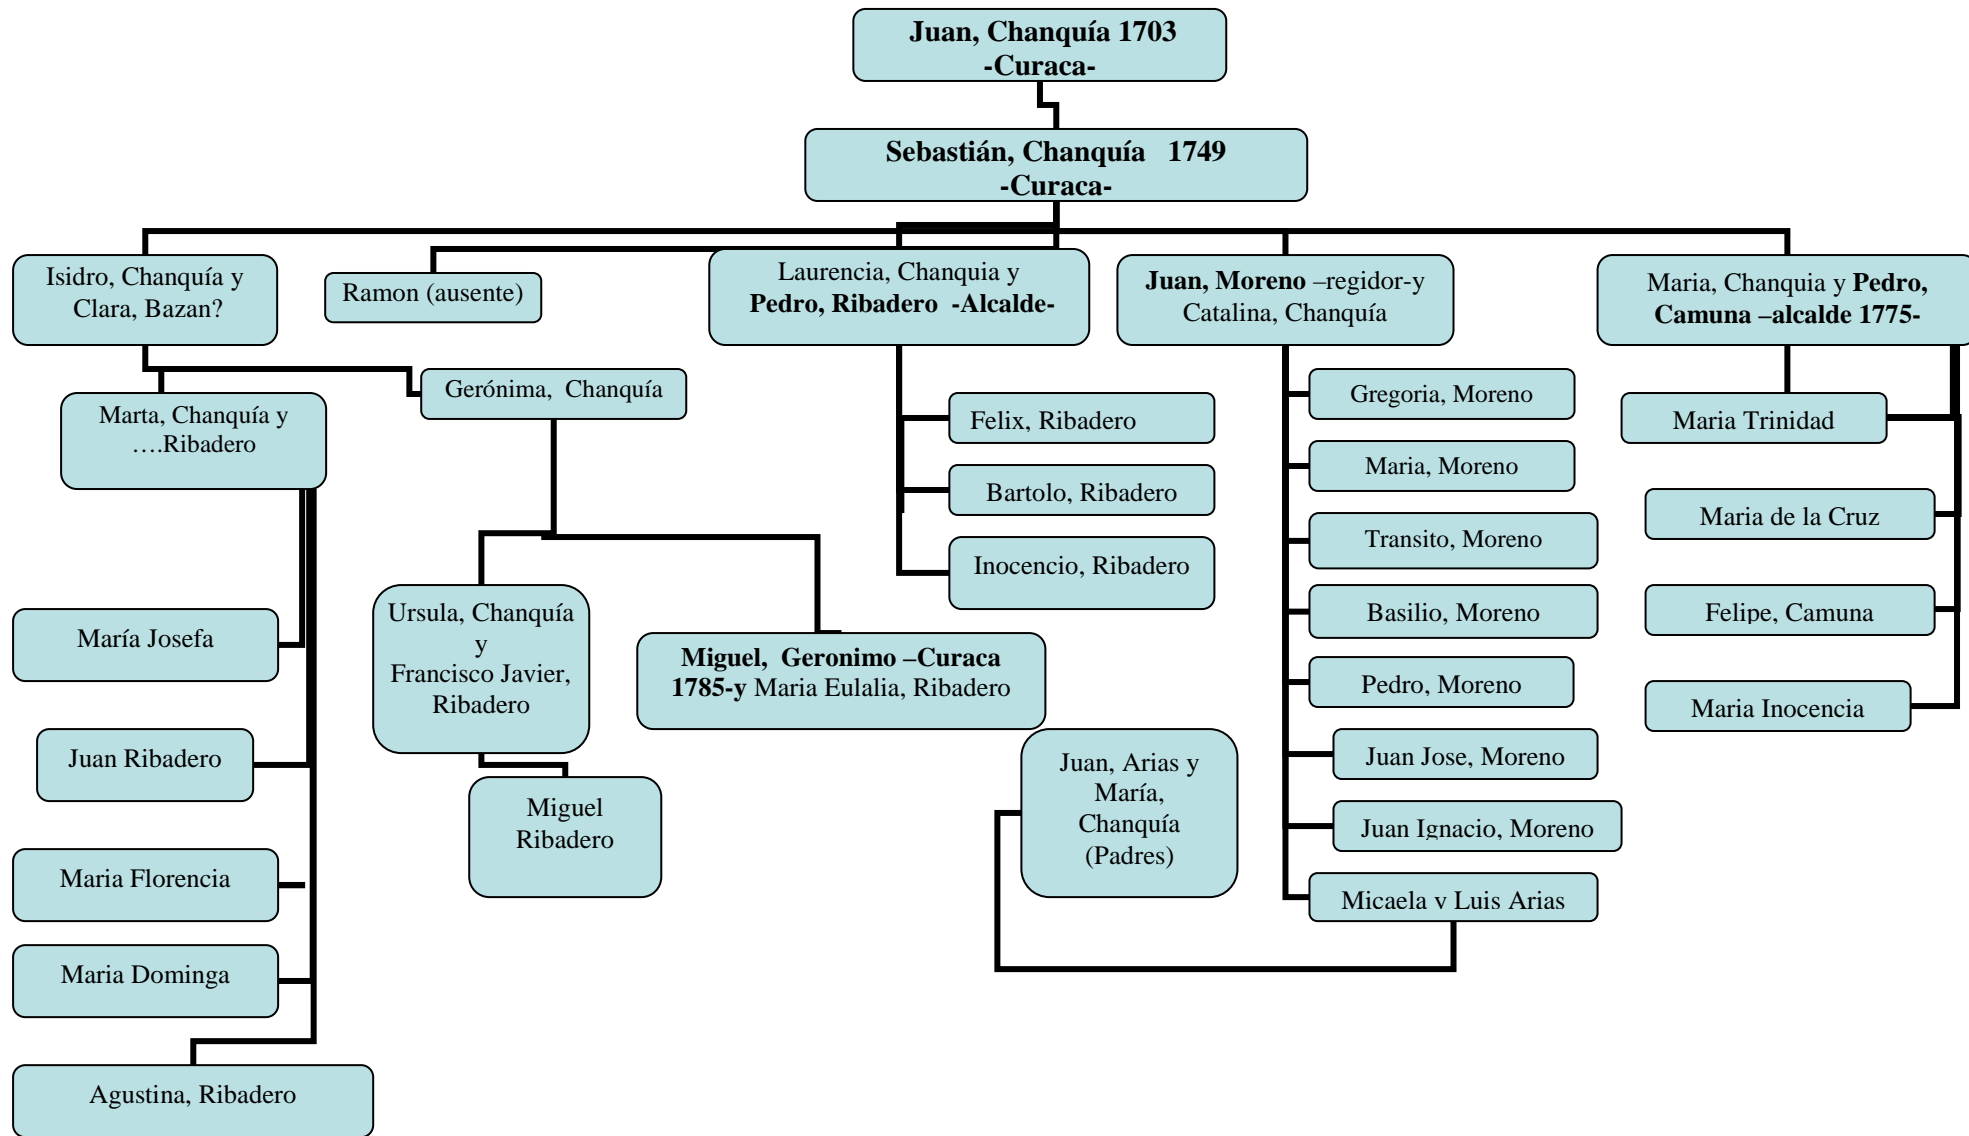 Juan, Chanquía 1703
-Curaca-
Sebastián, Chanquía 1749
-Curaca-
Isidro, Chanquía y
Clara, Bazan?
Ramon (ausente)
Laurencia, Chanquia y
Pedro, Ribadero -Alcalde-
Juan, Moreno –regidor-y
Catalina, Chanquía
Maria, Chanquia y Pedro,
Camuna –alcalde 1775-
Marta, Chanquía y
….Ribadero
Gerónima, Chanquía
Felix, Ribadero
Bartolo, Ribadero
Inocencio, Ribadero
Gregoria, Moreno
Maria, Moreno
Transito, Moreno
Basilio, Moreno
Pedro, Moreno
Juan Jose, Moreno
Juan Ignacio, Moreno
Micaela y Luis Arias
Maria Trinidad
Maria de la Cruz
Felipe, Camuna
Maria Inocencia
María Josefa
Juan Ribadero
Maria Florencia
Maria Dominga
Agustina, Ribadero
Ursula, Chanquía
y
Francisco Javier,
Ribadero
Miguel
Ribadero
Miguel, Geronimo –Curaca
1785-y Maria Eulalia, Ribadero
Juan, Arias y
María,
Chanquía
(Padres)